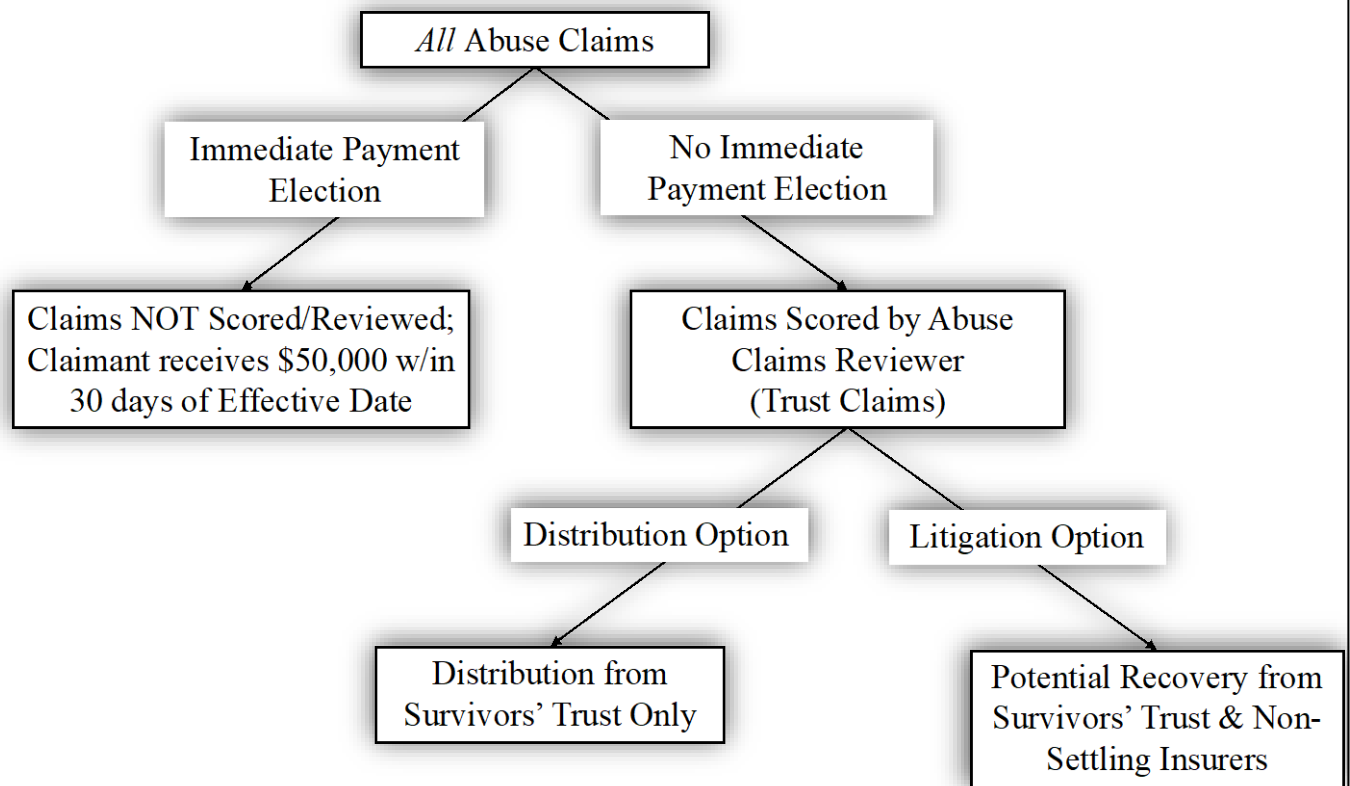 All Abuse Claims
Immediate Payment
Election
No Immediate
Payment Election
Claims NOT Scored/Reviewed;
Claimant receives $50,000 w/in
30 days of Effective Date
Claims Scored by Abuse
Claims Reviewer
(Trust Claims)
Distribution Option
Litigation Option
Distribution from
Survivors’ Trust Only
Potential Recovery from
Survivors’ Trust & Non-
Settling Insurers